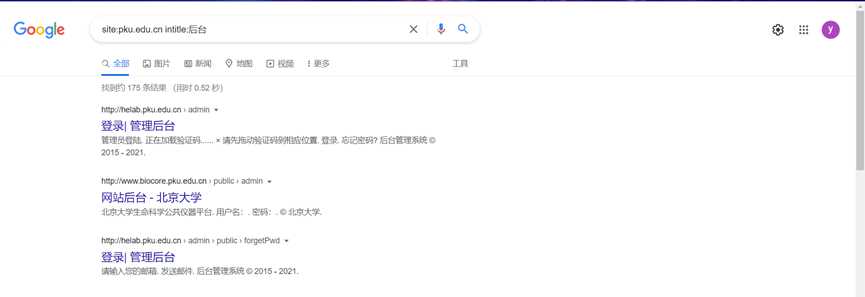 Google
site:pku.edu.cn intitle:后台
y
全部 图片 新闻 地图 视频 更多 工具
找到约 175 条结果 （用时 0.52 秒）
http://helab.pku.edu.cn › admin
登录| 管理后台
管理员登陆. 正在加载验证码...... × 请先拖动验证码到相应位置. 登录. 忘记密码? 后台管理系统 ©
2015 - 2021.
http://www.biocore.pku.edu.cn › public › admin
网站后台 - 北京大学
北京大学生命科学公共仪器平台. 用户名： . 密码： . © 北京大学.
http://helab.pku.edu.cn › admin › public › forgetPwd
登录| 管理后台
请输入您的邮箱. 发送邮件. 后台管理系统 © 2015 - 2021.